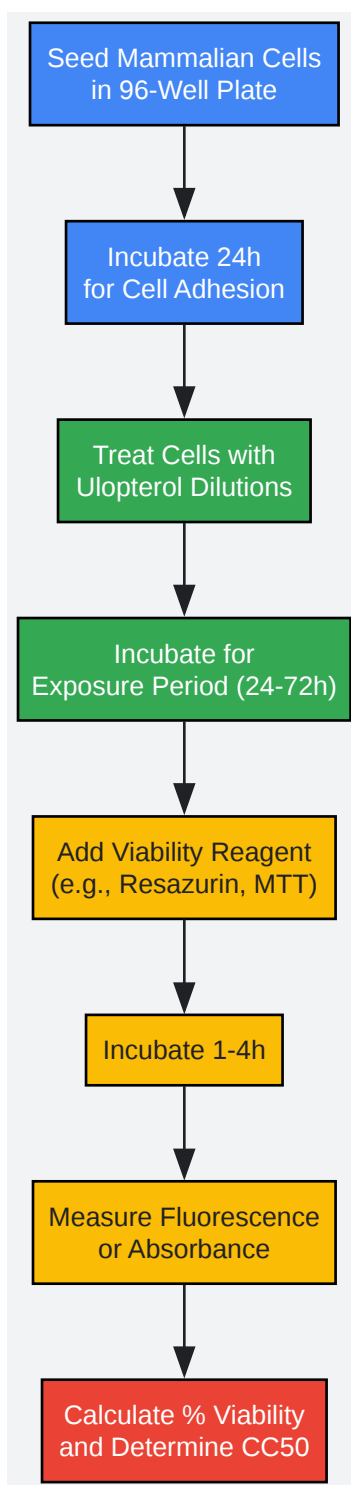 Seed Mammalian Cells
in 96-Well Plate
Incubate 24h
for Cell Adhesion
Treat Cells with
Ulopterol Dilutions
Incubate for
Exposure Period (24-72h)
Add Viability Reagent
(e.g., Resazurin, MTT)
Incubate 1-4h
Measure Fluorescence
or Absorbance
Calculate % Viability
and Determine CC50